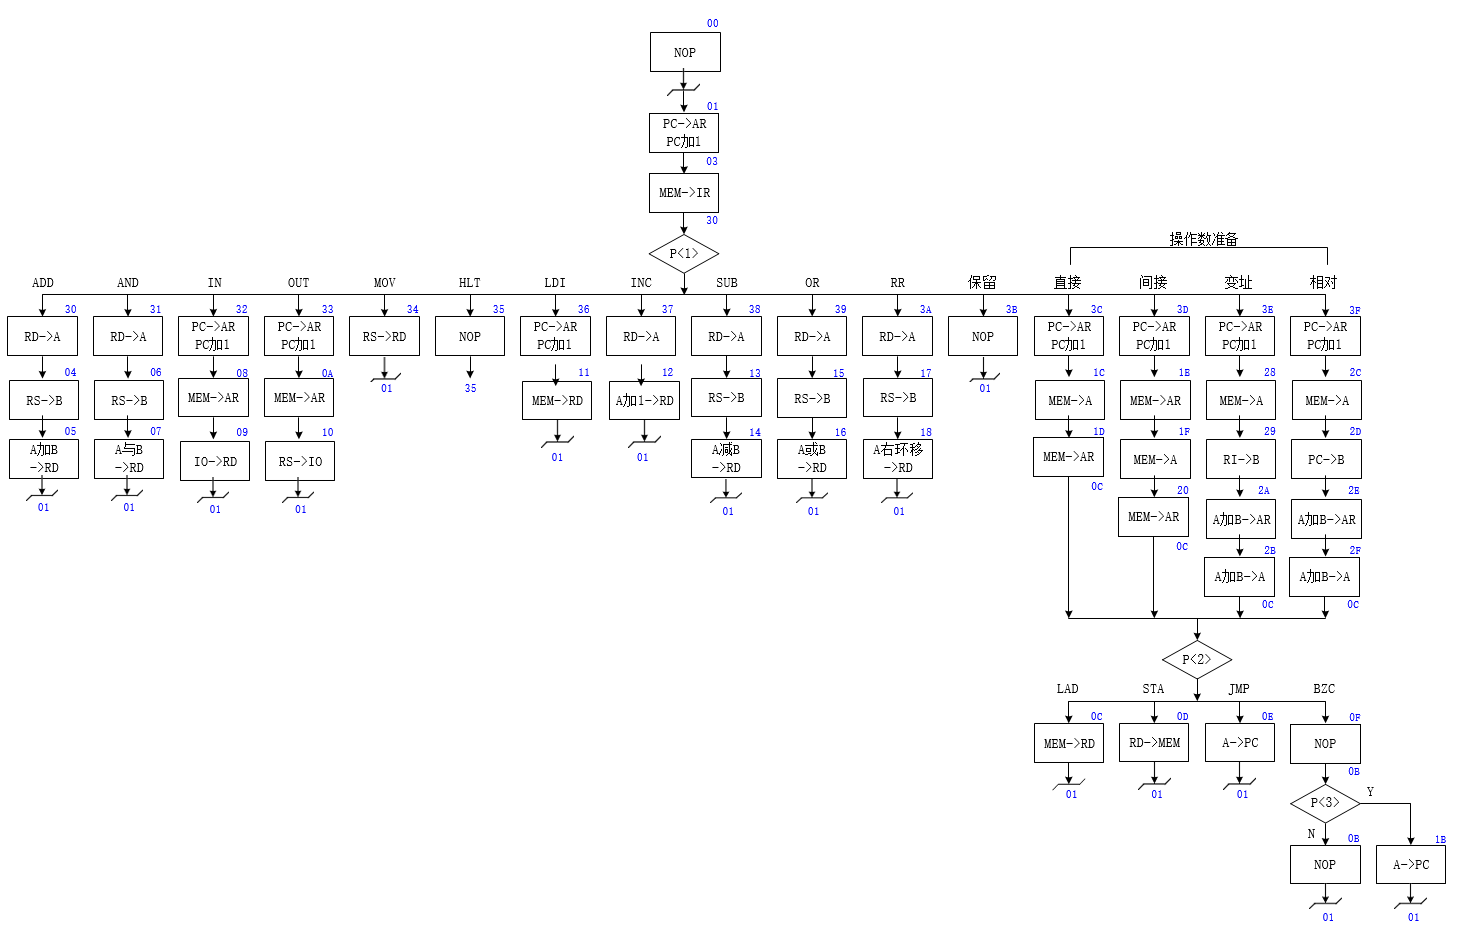 00
NOP
01
PC->AR
PC加1
03
MEM->IR
30
P<1>
操作数准备
ADD AND IN OUT MOV HLT LDI INC SUB OR RR 保留 直接 间接 变址 相对
30 31 32 33 34 35 36 37 38 39 3A 3B 3C 3D 3E 3F
RD->A RD->A PC->AR PC->AR RS->RD NOP PC->AR RD->A RD->A RD->A RD->A NOP PC->AR PC->AR PC->AR PC->AR
PC加1 PC加1 PC加1 PC加1 PC加1 PC加1 PC加1
04 06 08 0A 01 35 11 12 13 15 17 01 1C 1E 28 2C
RS->B RS->B MEM->AR MEM->AR MEM->RD A加1->RD RS->B RS->B RS->B MEM->A MEM->AR MEM->A MEM->A
05 07 09 10 14 16 18 1D 1F 29 2D
A加B A与B IO->RD RS->IO 01 01 A减B A或B A右环移 MEM->AR MEM->A RI->B PC->B
->RD ->RD ->RD ->RD ->RD
0C 20 2A 2E
01 01 01 01 01 01 01 MEM->AR A加B->AR A加B->AR
0C 2B 2F
A加B->A A加B->A
0C 0C
P<2>
LAD STA JMP BZC
0C 0D 0E 0F
MEM->RD RD->MEM A->PC NOP
01 01 01 0B
P<3> Y
N 0B 1B
NOP A->PC
01 01